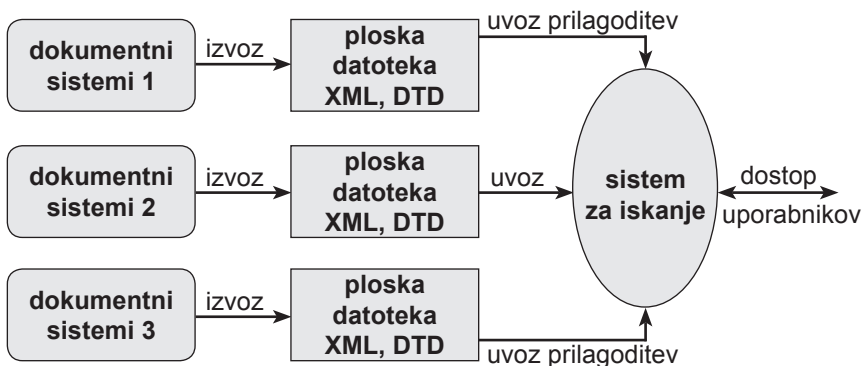 uvoz prilagoditev
dokumentni
sistemi 1
izvoz
ploska
datoteka
XML, DTD
dokumentni
sistemi 2
izvoz
ploska
datoteka
XML, DTD
uvoz
sistem
za iskanje
dostop
uporabnikov
dokumentni
sistemi 3
izvoz
ploska
datoteka
XML, DTD
uvoz prilagoditev